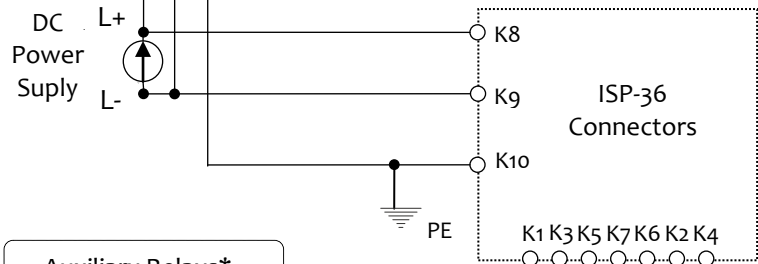 DC
Power
Suply
L+
L-
K8
K9
K10
PE
ISP-36
Connectors
K1 K3 K5 K7 K6 K2 K4
Auxiliary Relays*